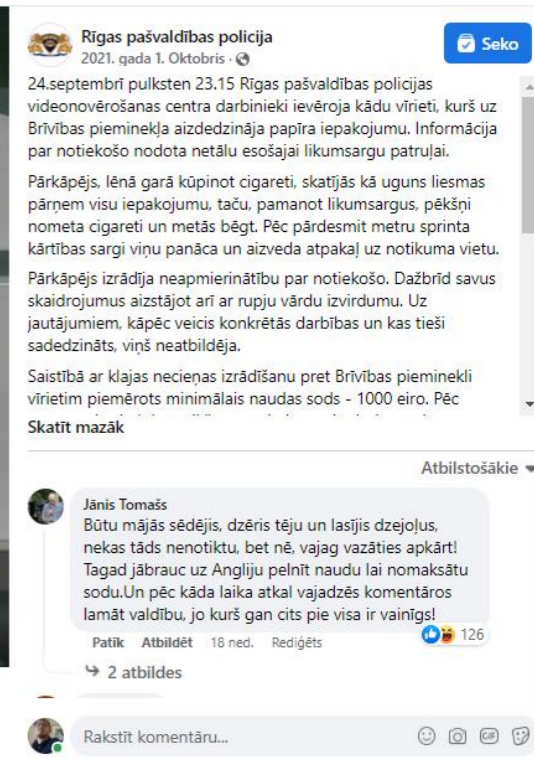 Rīgas pašvaldības policija
2021. gada 1. Oktobris ·
Seko
24.septembrī pulksten 23.15 Rīgas pašvaldības policijas
videonovērošanas centra darbinieki ievēroja kādu vīrieti, kurš uz
Brīvības pieminekļa aizdedzināja papīra iepakojumu. Informācija
par notiekošo nodota netālu esošajai likumsargu patruļai.
Pārkāpējs, lēnā garā kūpinot cigareti, skatījās kā uguns liesmas
pārņem visu iepakojumu, taču, pamanot likumsargus, pēkšņi
nometa cigareti un metās bēgt. Pēc pārdesmit metru sprinta
kārtības sargi viņu panāca un aizveda atpakaļ uz notikuma vietu.
Pārkāpējs izrādīja neapmierinātību par notiekošo. Dažbrīd savus
skaidrojumus aizstājot arī ar rupju vārdu izvirdumu. Uz
jautājumiem, kāpēc veicis konkrētās darbības un kas tieši
sadedzināts, viņš neatbildēja.
Saistībā ar klajas necieņas izrādīšanu pret Brīvības pieminekli
vīrietim piemērots minimālais naudas sods - 1000 eiro. Pēc
Skatīt mazāk
Atbilstošākie
Jānis Tomašs
Būtu mājās sēdējis, dzēris tēju un lasījis dzejoļus,
nekas tāds nenotiktu, bet nē, vajag vazāties apkārt!
Tagad jābrauc uz Angliju pelnīt naudu lai nomaksātu
sodu.Un pēc kāda laika atkal vajadzēs komentāros
lamāt valdību, jo kurš gan cits pie visa ir vainīgs!
126
Patīk Atbildēt 18 ned. Rediģēts
2 atbildes
Rakstīt komentāru...
GIF